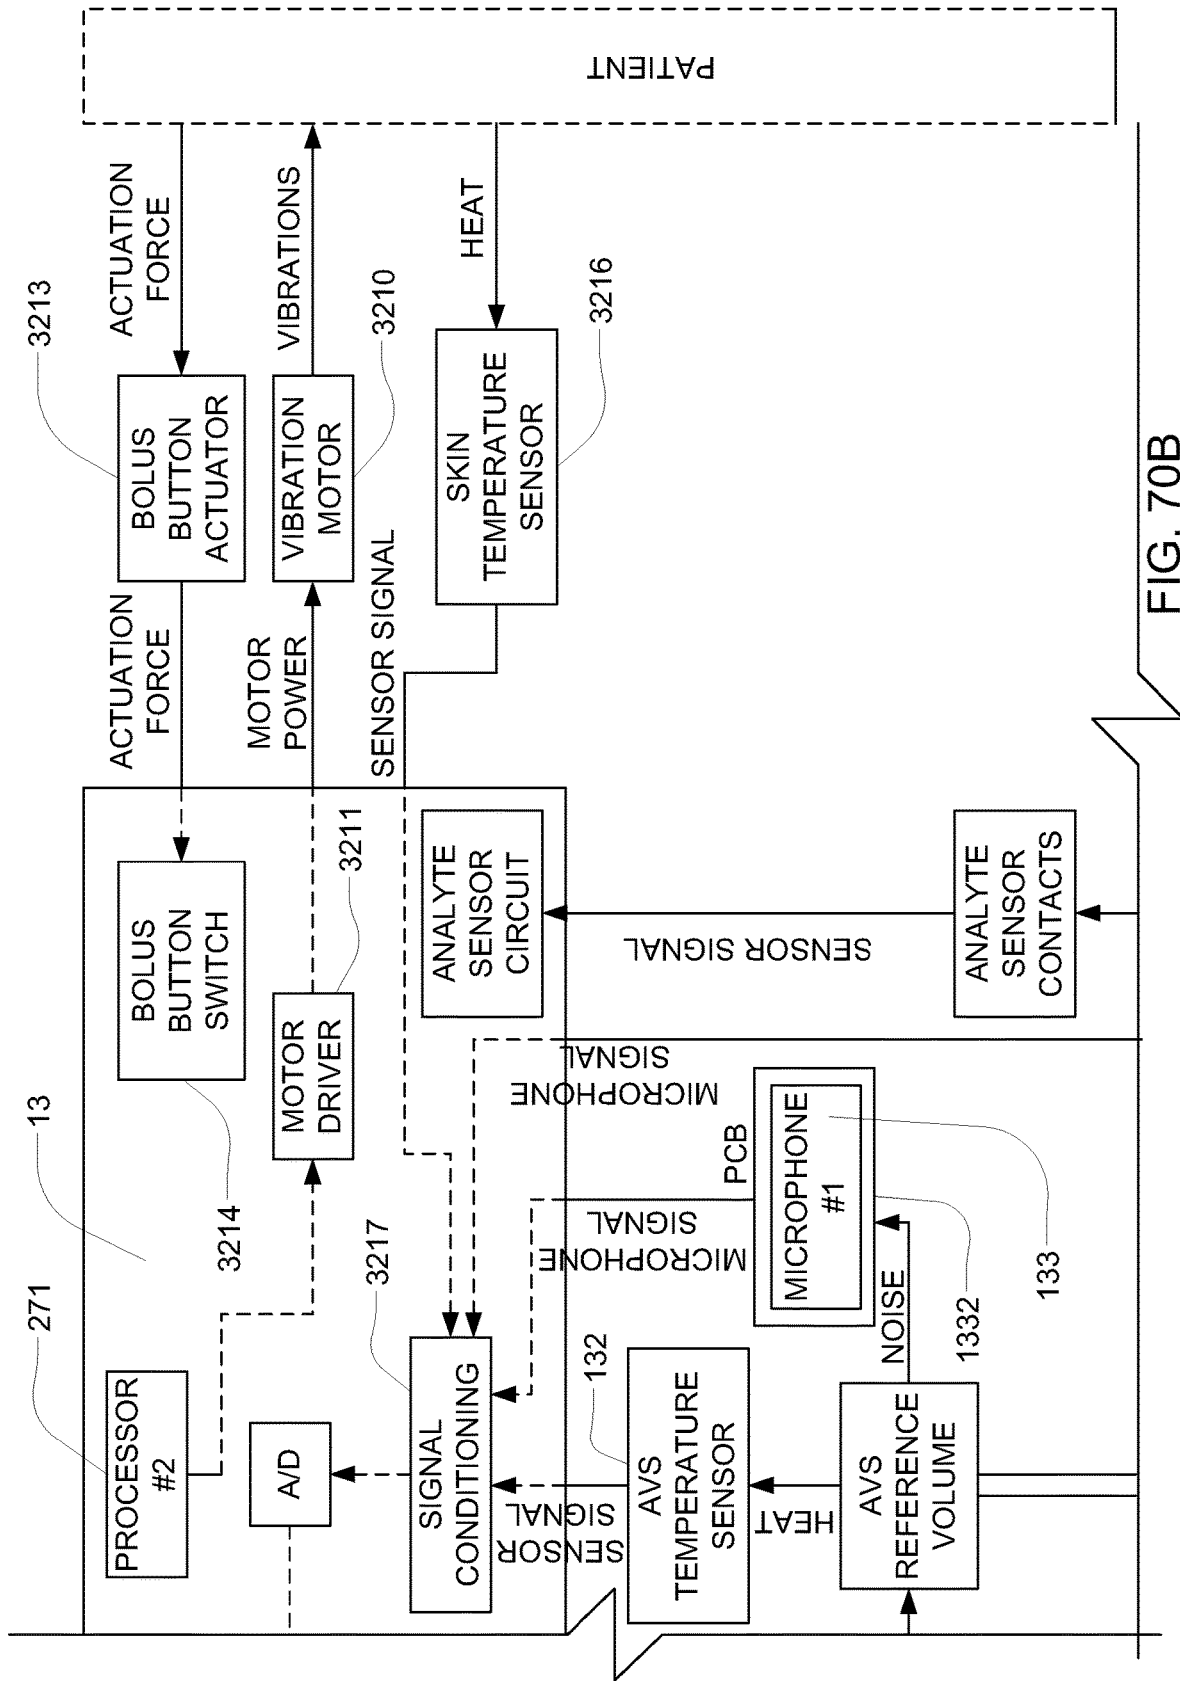 13
271
PROCESSOR
#2
3214
BOLUS
BUTTON
SWITCH
ACTUATION
FORCE
3213
BOLUS
BUTTON
ACTUATOR
ACTUATION
FORCE
A/D
MOTOR
DRIVER
3211
MOTOR
POWER
VIBRATION
MOTOR
3210
VIBRATIONS
3217
SIGNAL
CONDITIONING
ANALYTE
SENSOR
CIRCUIT
SENSOR SIGNAL
SKIN
TEMPERATURE
SENSOR
3216
HEAT
PATIENT
SENSOR
SIGNAL
MICROPHONE
SIGNAL
MICROPHONE
SIGNAL
SENSOR SIGNAL
132
AVS
TEMPERATURE
SENSOR
PCB
MICROPHONE
#1
HEAT
NOISE
1332
133
AVS
REFERENCE
VOLUME
ANALYTE
SENSOR
CONTACTS
FIG. 70B